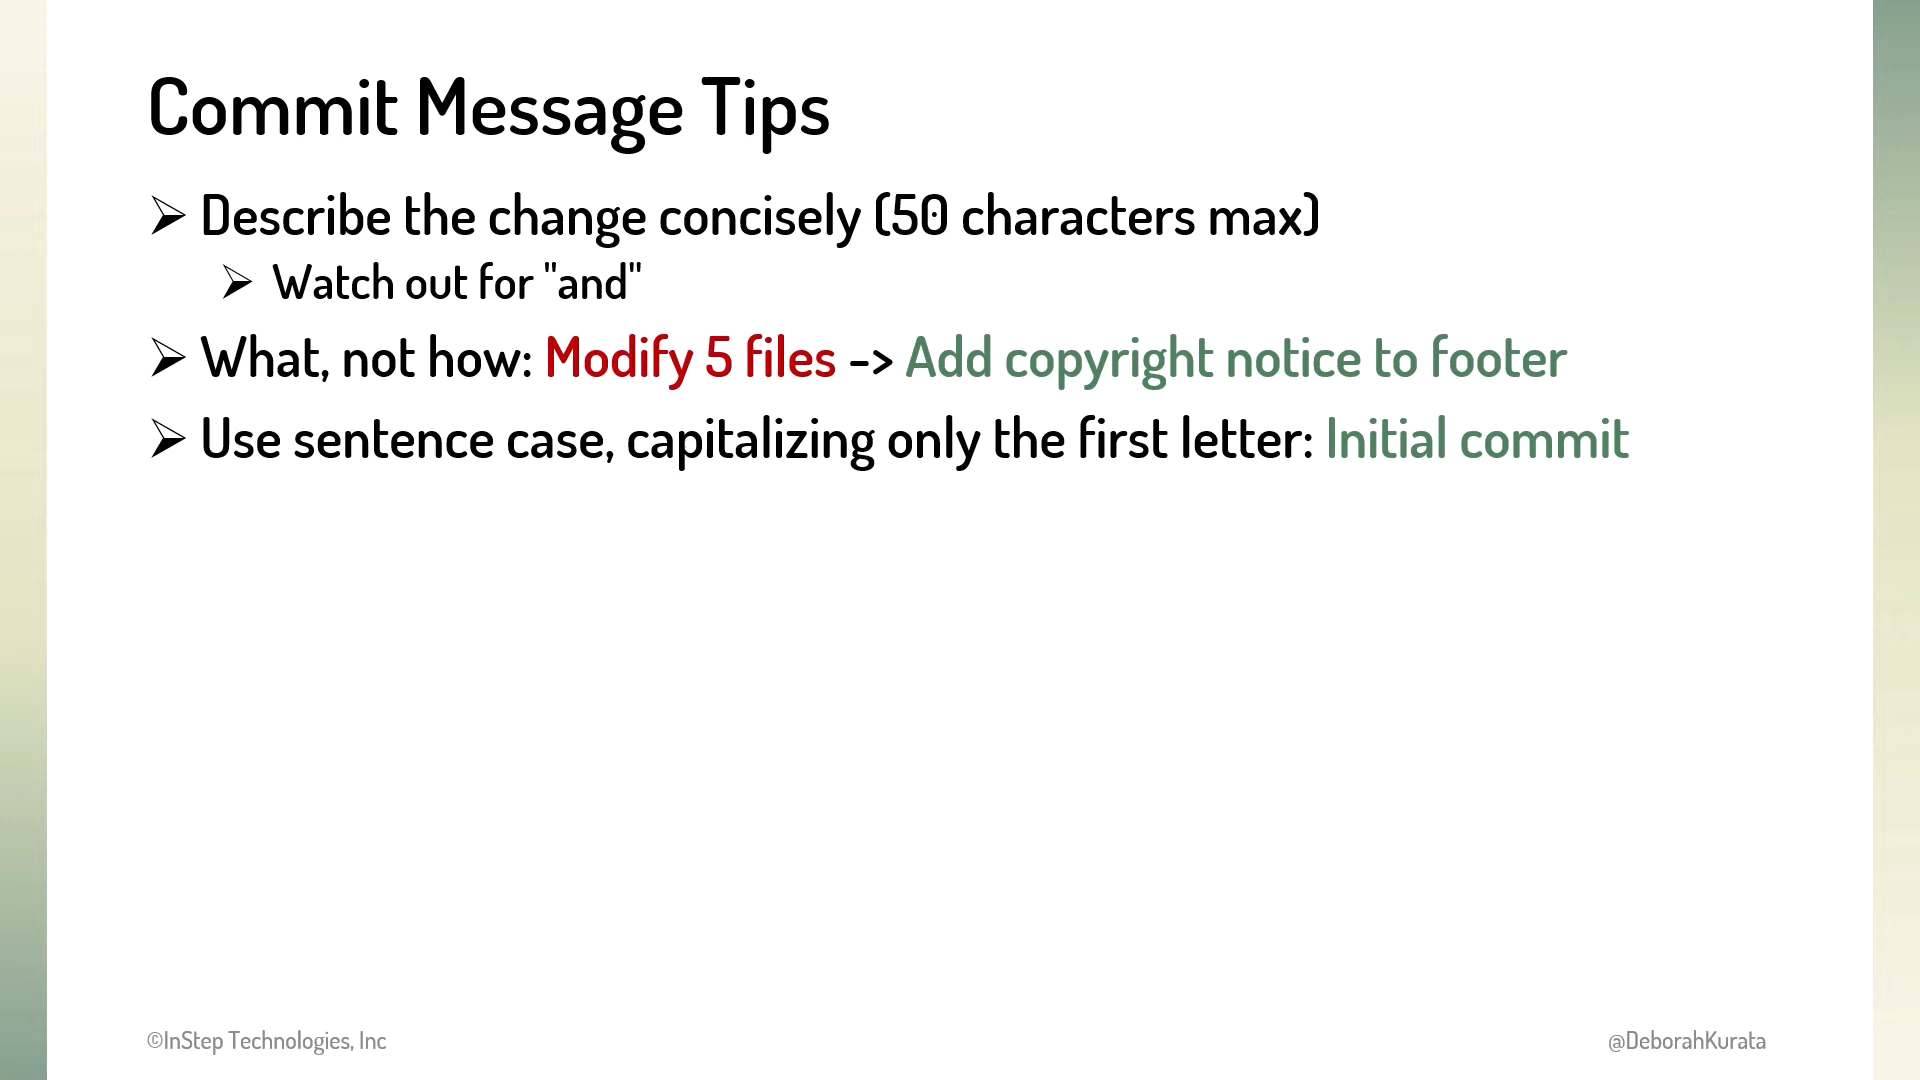 Commit Message Tips
➢ Describe the change concisely (50 characters max)
➢ Watch out for "and"
➢ What, not how: Modify 5 files -> Add copyright notice to footer
➢ Use sentence case, capitalizing only the first letter: Initial commit
©InStep Technologies, Inc
@DeborahKurata